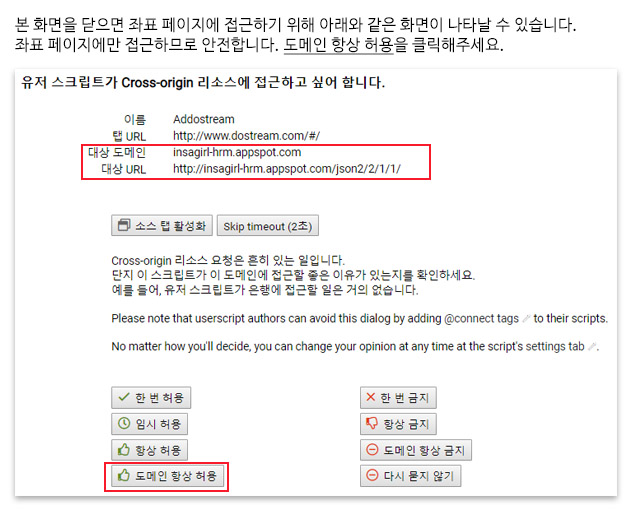 본 화면을 닫으면 좌표 페이지에 접근하기 위해 아래와 같은 화면이 나타날 수 있습니다.
좌표 페이지에만 접근하므로 안전합니다. 도메인 항상 허용을 클릭해주세요.
유저 스크립트가 Cross-origin 리소스에 접근하고 싶어 합니다.
이름 Addostream
탭 URL http://www.dostream.com/#/
대상 도메인 insagirl-hrm.appspot.com
대상 URL http://insagirl-hrm.appspot.com/json2/2/1/1/
소스 탭 활성화 Skip timeout (2초)
Cross-origin 리소스 요청은 흔히 있는 일입니다.
단지 이 스크립트가 이 도메인에 접근할 좋은 이유가 있는지를 확인하세요.
예를 들어, 유저 스크립트가 은행에 접근할 일은 거의 없습니다.
Please note that userscript authors can avoid this dialog by adding @connect tags to their scripts.
No matter how you'll decide, you can change your opinion at any time at the script's settings tab .
한 번 허용 한 번 금지
임시 허용 항상 금지
항상 허용 도메인 항상 금지
도메인 항상 허용 다시 묻지 않기